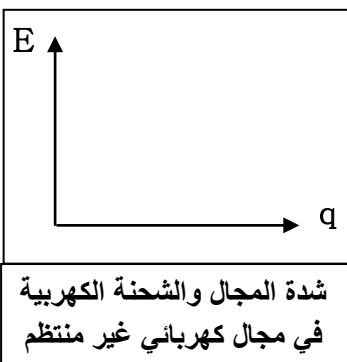 E
q
شدة المجال والشحنة الكهربية
في مجال كهربائي غير منتظم